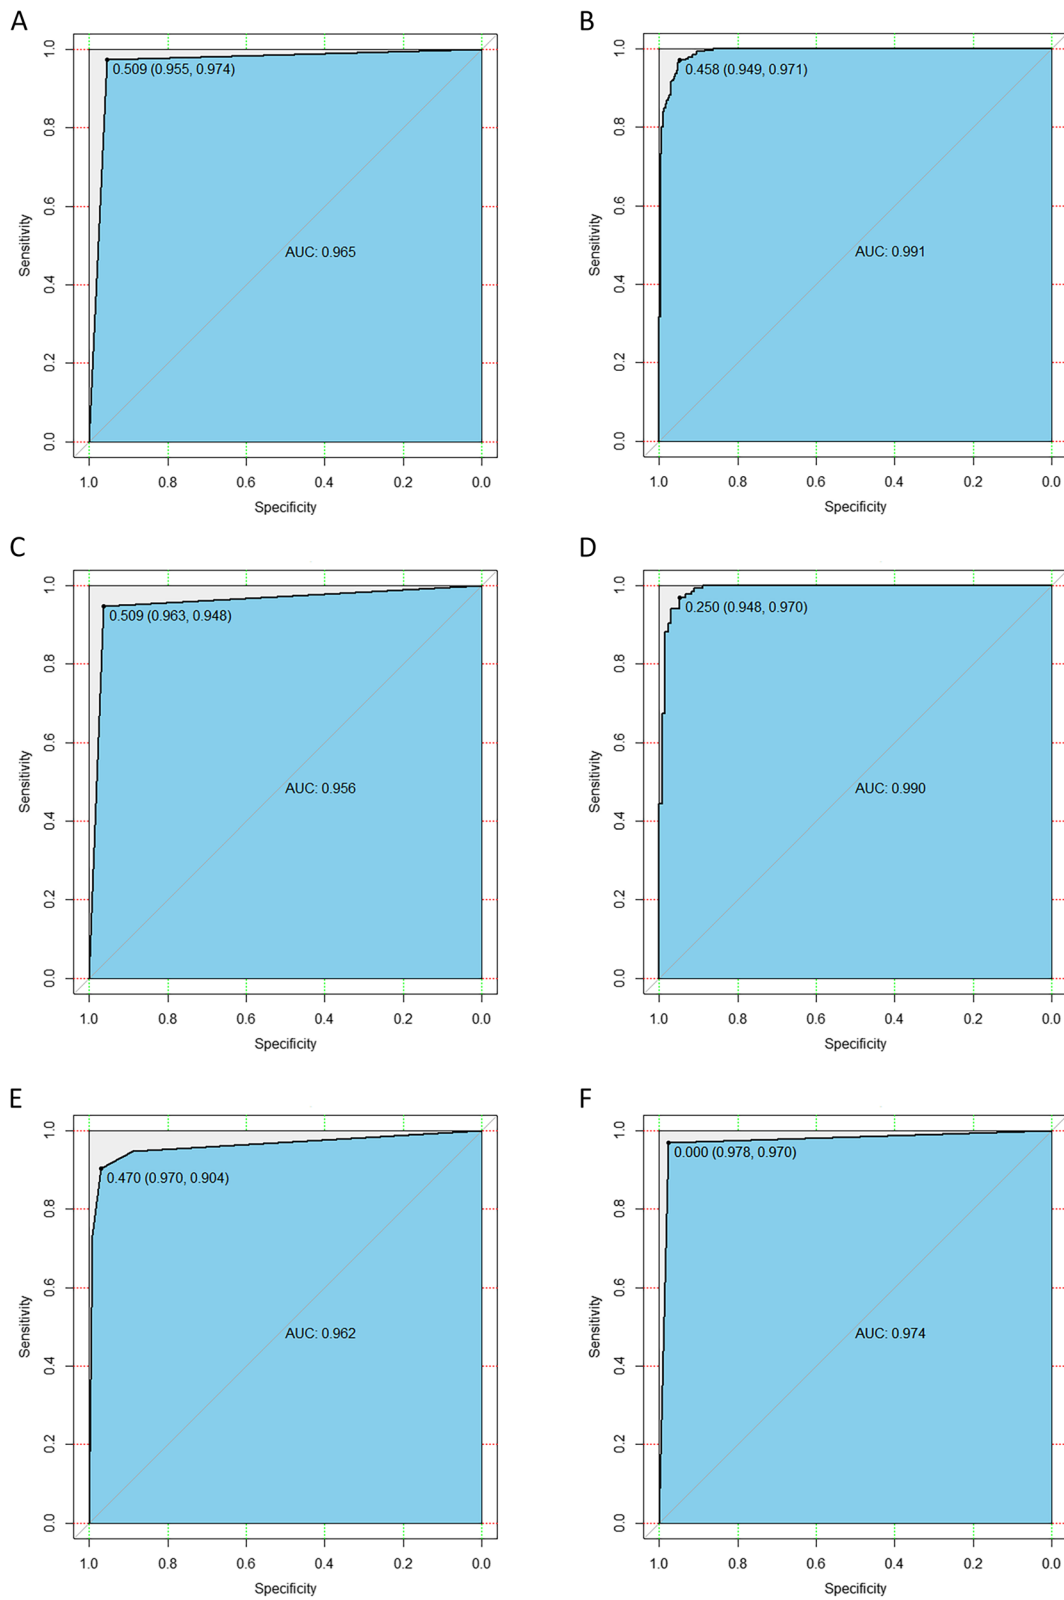 A
1.0
0.8
0.6
0.4
0.2
0.0
Sensitivity
0.509 (0.955, 0.974)
AUC: 0.965
1.0 0.8 0.6 0.4 0.2 0.0
Specificity
B
1.0
0.8
0.6
0.4
0.2
0.0
Sensitivity
0.458 (0.949, 0.971)
AUC: 0.991
1.0 0.8 0.6 0.4 0.2 0.0
Specificity
C
1.0
0.8
0.6
0.4
0.2
0.0
Sensitivity
0.509 (0.963, 0.948)
AUC: 0.956
1.0 0.8 0.6 0.4 0.2 0.0
Specificity
D
1.0
0.8
0.6
0.4
0.2
0.0
Sensitivity
0.250 (0.948, 0.970)
AUC: 0.990
1.0 0.8 0.6 0.4 0.2 0.0
Specificity
E
1.0
0.8
0.6
0.4
0.2
0.0
Sensitivity
0.470 (0.970, 0.904)
AUC: 0.962
1.0 0.8 0.6 0.4 0.2 0.0
Specificity
F
1.0
0.8
0.6
0.4
0.2
0.0
Sensitivity
0.000 (0.978, 0.970)
AUC: 0.974
1.0 0.8 0.6 0.4 0.2 0.0
Specificity